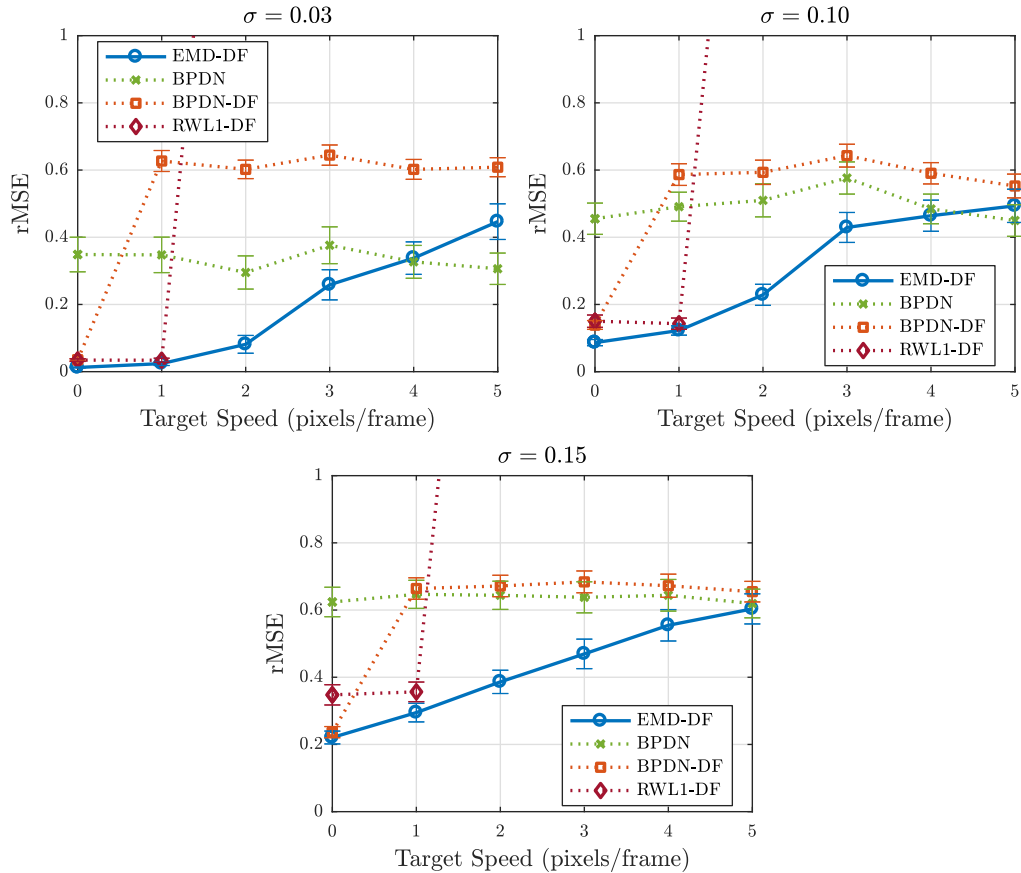 σ = 0.03
1
0.8
0.6
0.4
0.2
0
rMSE
EMD-DF
BPDN
BPDN-DF
RWL1-DF
0 1 2 3 4 5
Target Speed (pixels/frame)
σ = 0.10
1
0.8
0.6
0.4
0.2
0
rMSE
EMD-DF
BPDN
BPDN-DF
RWL1-DF
0 1 2 3 4 5
Target Speed (pixels/frame)
σ = 0.15
1
0.8
0.6
0.4
0.2
0
rMSE
EMD-DF
BPDN
BPDN-DF
RWL1-DF
0 1 2 3 4 5
Target Speed (pixels/frame)